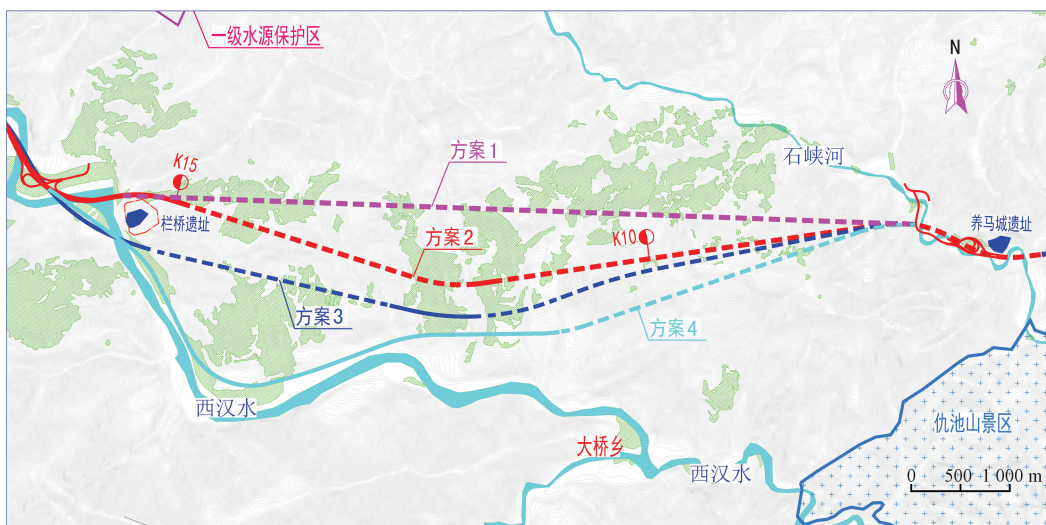 一级水源保护区
N
方案1
石峡河
K15
栏桥遗址
养马城遗址
方案2
K10
方案3
方案4
西汉水
仇池山景区
大桥乡
西汉水
0 500 1 000 m